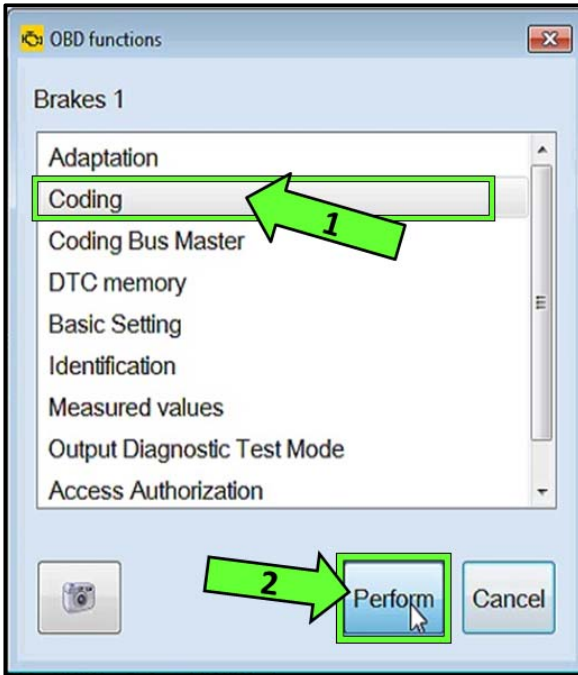 OBD functions
Brakes 1
Adaptation
Coding
1
Coding Bus Master
DTC memory
Basic Setting
Identification
Measured values
Output Diagnostic Test Mode
Access Authorization
2
Perform
Cancel